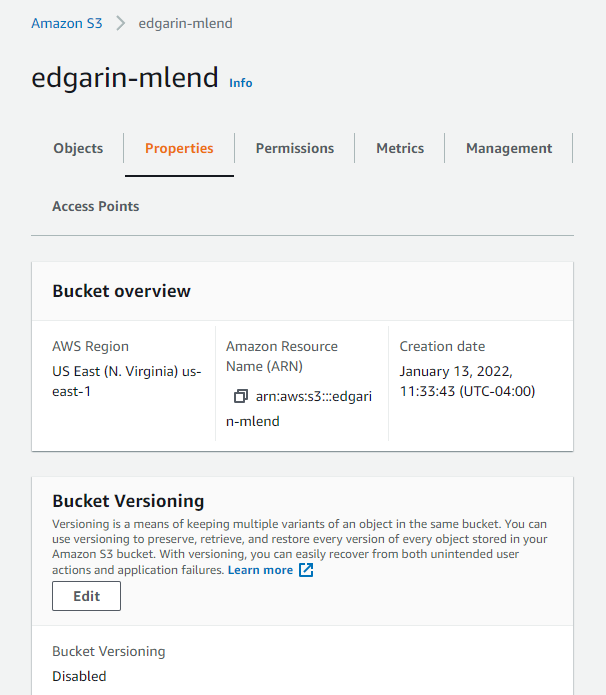 Amazon S3 > edgarin-mlend
edgarin-mlend Info
Objects Properties Permissions Metrics Management
Access Points
Bucket overview
AWS Region
US East (N. Virginia) us-
east-1
Amazon Resource
Name (ARN)
arn:aws:s3:::edgari
n-mlend
Creation date
January 13, 2022,
11:33:43 (UTC-04:00)
Bucket Versioning
Versioning is a means of keeping multiple variants of an object in the same bucket. You can
use versioning to preserve, retrieve, and restore every version of every object stored in your
Amazon S3 bucket. With versioning, you can easily recover from both unintended user
actions and application failures. Learn more
Edit
Bucket Versioning
Disabled